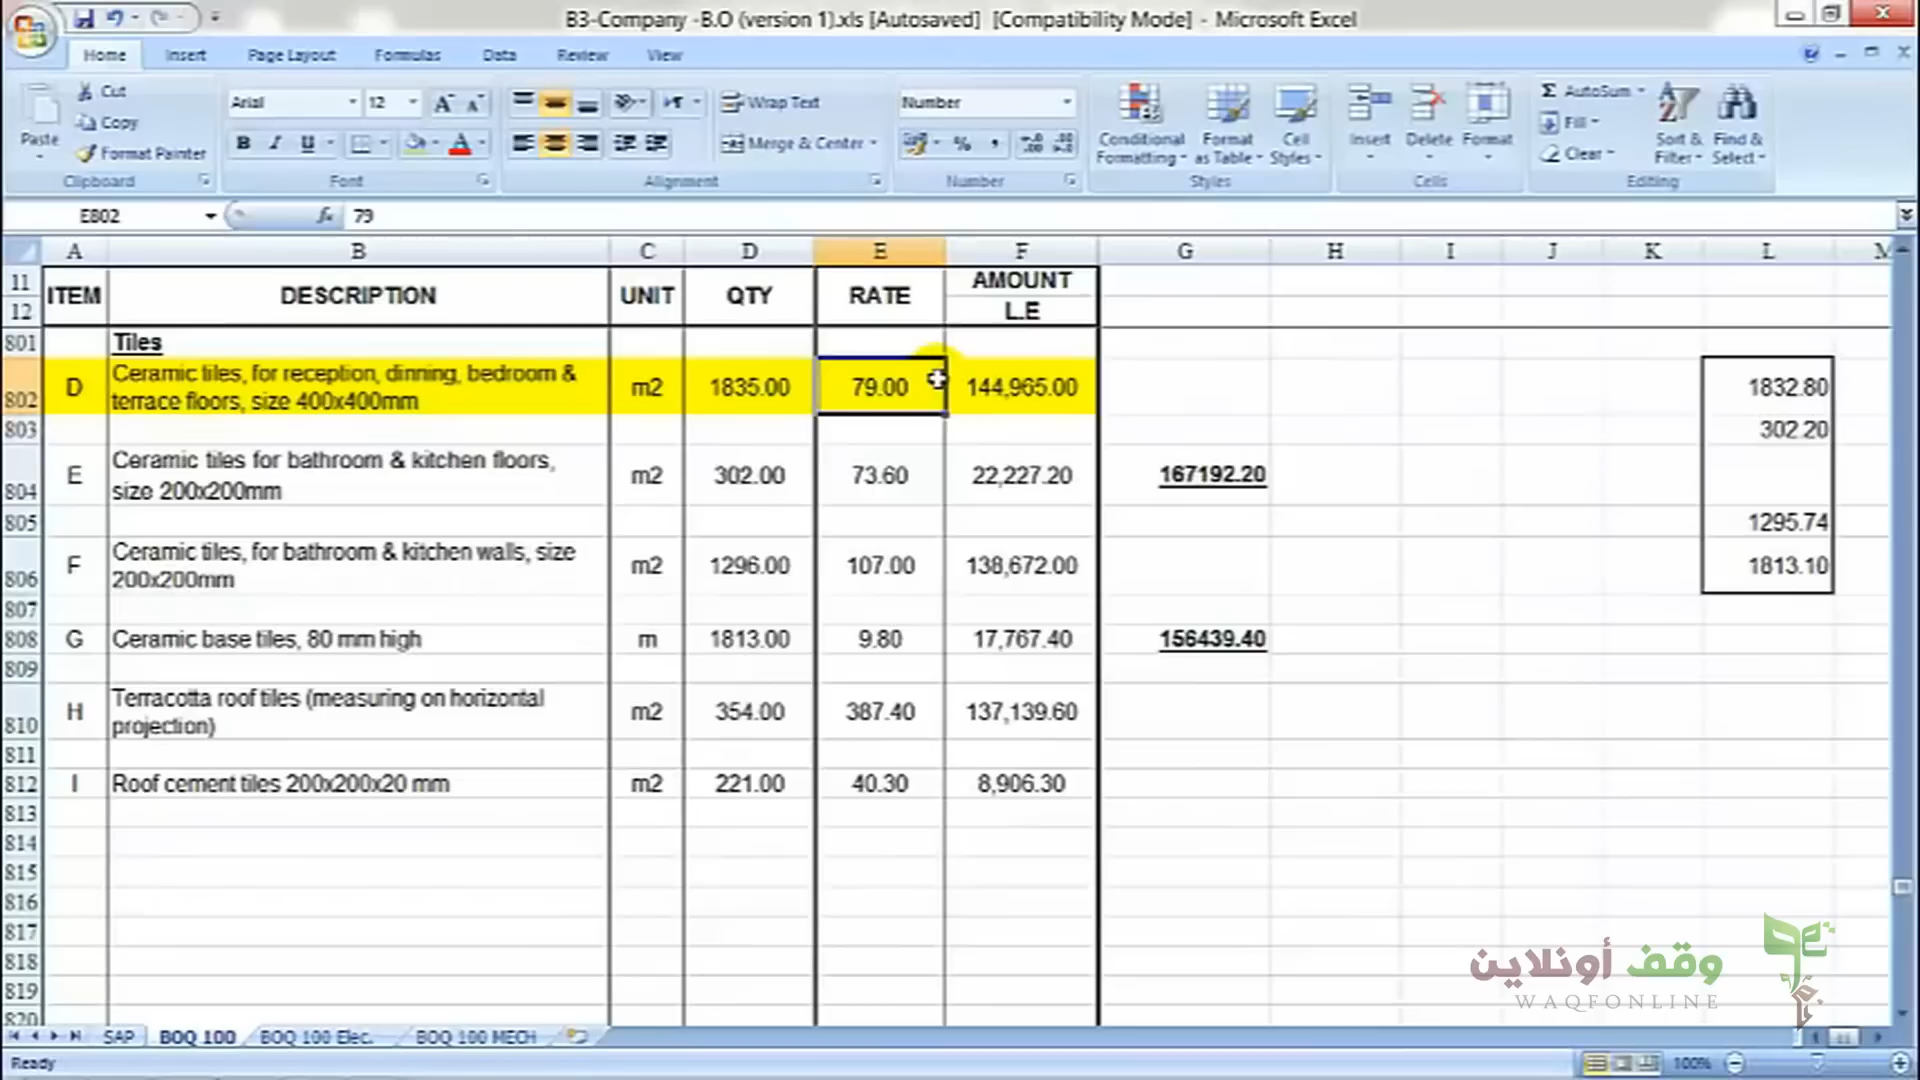 B3-Company -B.O (version 1).xls [Autosaved] [Compatibility Mode] - Microsoft Excel
Home Insert Page Layout Formulas Data Review View
Paste
Cut
Copy
Format Painter
Clipboard
Arial 12
B I U
Font
Wrap Text
Merge & Center
Alignment
Number
%
Number
Conditional Formatting
Format as Table
Cell Styles
Styles
Insert Delete Format
Cells
Σ AutoSum
Fill
Clear
Sort & Filter
Find & Select
Editing
E802 fx 79
A B C D E F G H I J K L M
11 AMOUNT
ITEM DESCRIPTION UNIT QTY RATE
12 L.E
801 Tiles
802 D Ceramic tiles, for reception, dinning, bedroom & m2 1835.00 79.00 144,965.00 1832.80
terrace floors, size 400x400mm
803 302.20
804 E Ceramic tiles for bathroom & kitchen floors, m2 302.00 73.60 22,227.20 167192.20
size 200x200mm
805 1295.74
806 F Ceramic tiles, for bathroom & kitchen walls, size m2 1296.00 107.00 138,672.00 1813.10
200x200mm
807
808 G Ceramic base tiles, 80 mm high m 1813.00 9.80 17,767.40 156439.40
809
810 H Terracotta roof tiles (measuring on horizontal m2 354.00 387.40 137,139.60
projection)
811
812 I Roof cement tiles 200x200x20 mm m2 221.00 40.30 8,906.30
813
814
815
816
817
818
819
820
وقف أونلاين
WAQFONLINE
SAP BOQ 100 BOQ 100 Elec. BOQ 100 MECH
Ready 100%